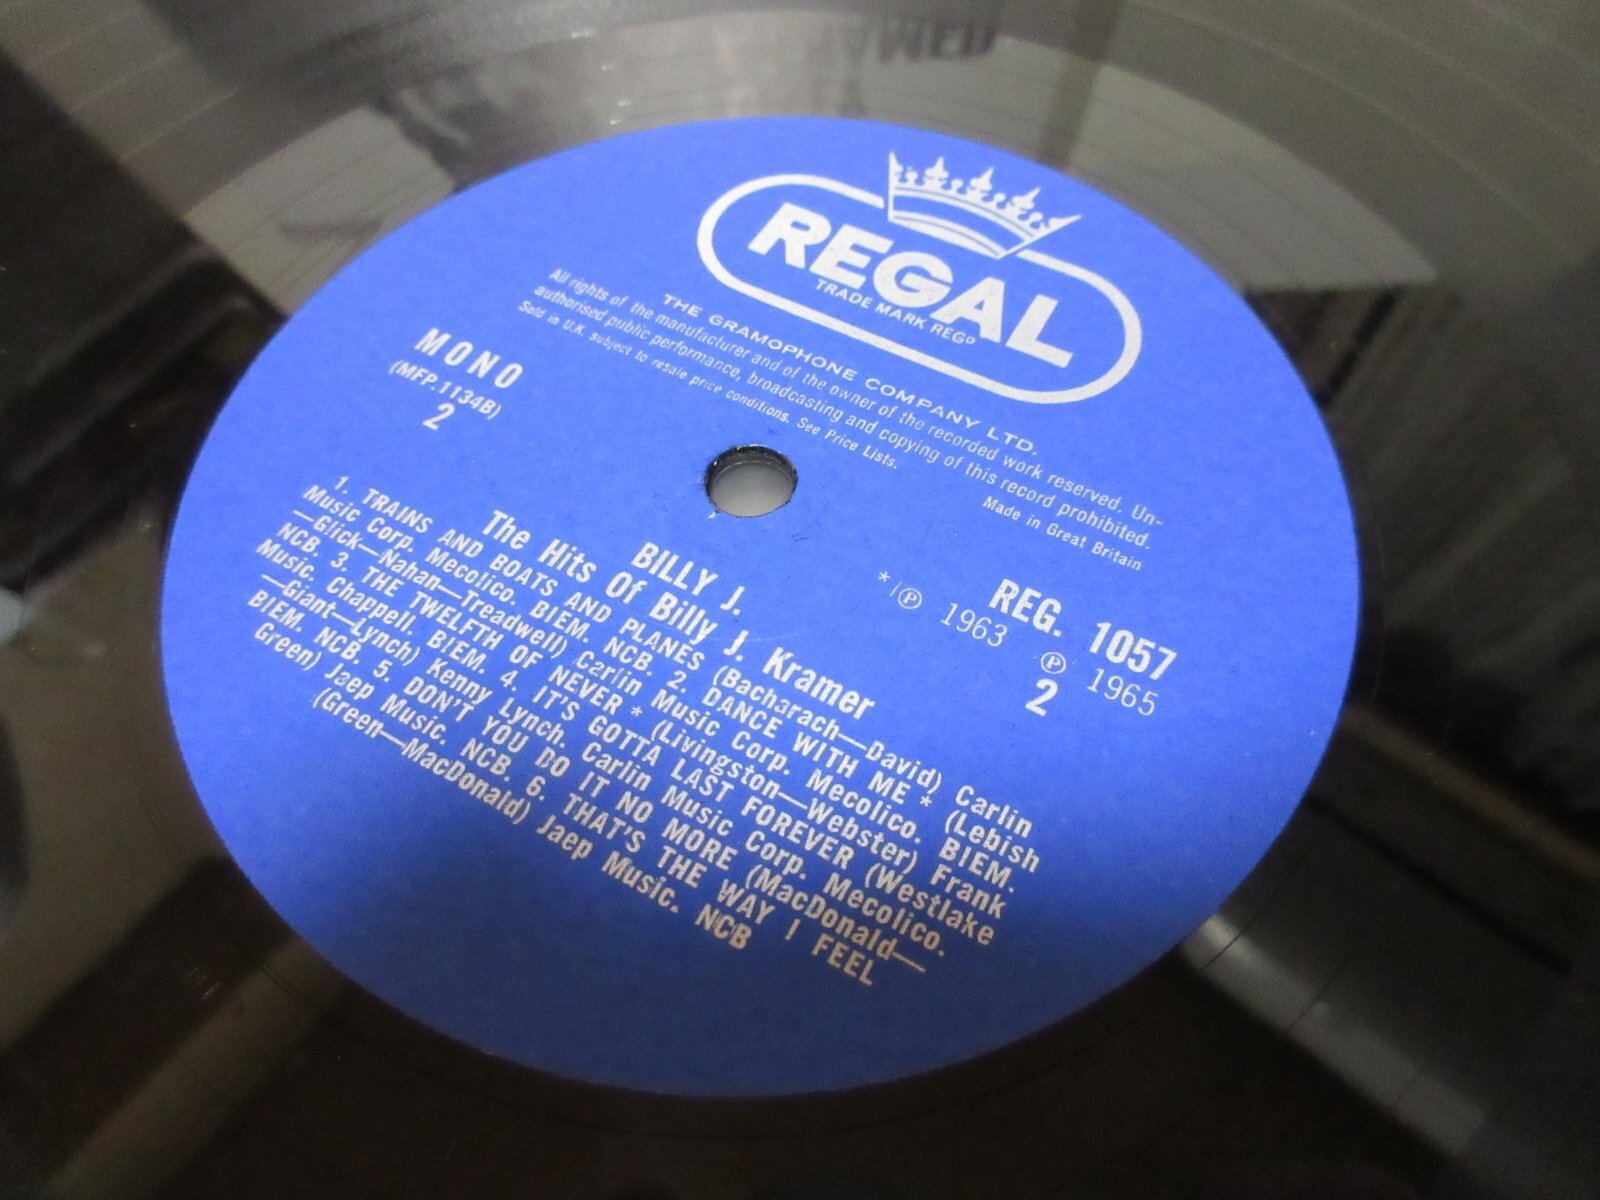 REGAL
TRADE MARK REGD
THE GRAMOPHONE COMPANY LTD.
All rights of the manufacturer and of the owner of the recorded work reserved. Un-
authorised public performance, broadcasting and copying of this record prohibited.
Sold in U.K. subject to resale price conditions. See Price Lists.
Made in Great Britain
MONO
(MFP.1134B)
2
REG. 1057
* ℗ 1963 ℗ 1965
2
BILLY J.
The Hits Of Billy J. Kramer
1. TRAINS AND BOATS AND PLANES (Bacharach—David) Carlin
Music Corp. Mecolico. BIEM. NCB. 2. DANCE WITH ME * (Lebish
—Glick—Nahan—Treadwell) Carlin Music Corp. Mecolico. BIEM.
NCB. 3. THE TWELFTH OF NEVER * (Livingston—Webster) Frank
Music. Chappell. BIEM. 4. IT'S GOTTA LAST FOREVER (Westlake
—Giant—Lynch) Kenny Lynch. Carlin Music Corp. Mecolico.
BIEM. NCB. 5. DON'T YOU DO IT NO MORE (MacDonald—
Green) Jaep Music. NCB. 6. THAT'S THE WAY I FEEL
(Green—MacDonald) Jaep Music. NCB